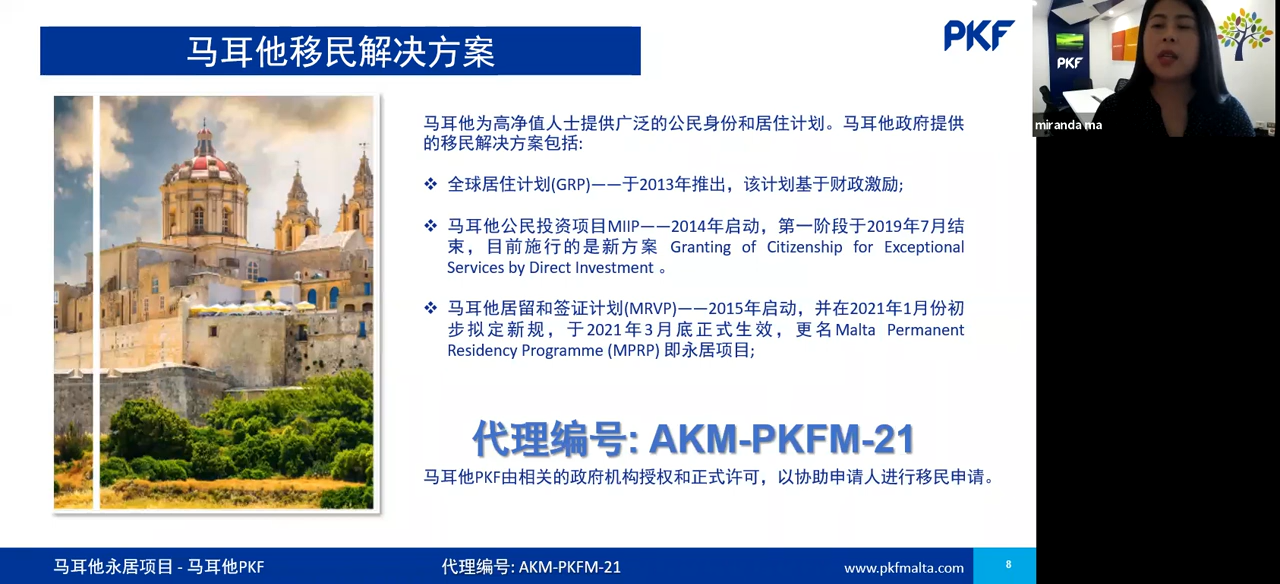 马耳他移民解决方案
PKF
PKF
miranda ma
马耳他为高净值人士提供广泛的公民身份和居住计划。马耳他政府提供
的移民解决方案包括:
❖ 全球居住计划(GRP)——于2013年推出，该计划基于财政激励;
❖ 马耳他公民投资项目MIIP——2014年启动，第一阶段于2019年7月结
束，目前施行的是新方案 Granting of Citizenship for Exceptional
Services by Direct Investment 。
❖ 马耳他居留和签证计划(MRVP)——2015年启动，并在2021年1月份初
步拟定新规，于2021年3月底正式生效，更名Malta Permanent
Residency Programme (MPRP) 即永居项目;
代理编号: AKM-PKFM-21
马耳他PKF由相关的政府机构授权和正式许可，以协助申请人进行移民申请。
马耳他永居项目 - 马耳他PKF
代理编号: AKM-PKFM-21
www.pkfmalta.com
8